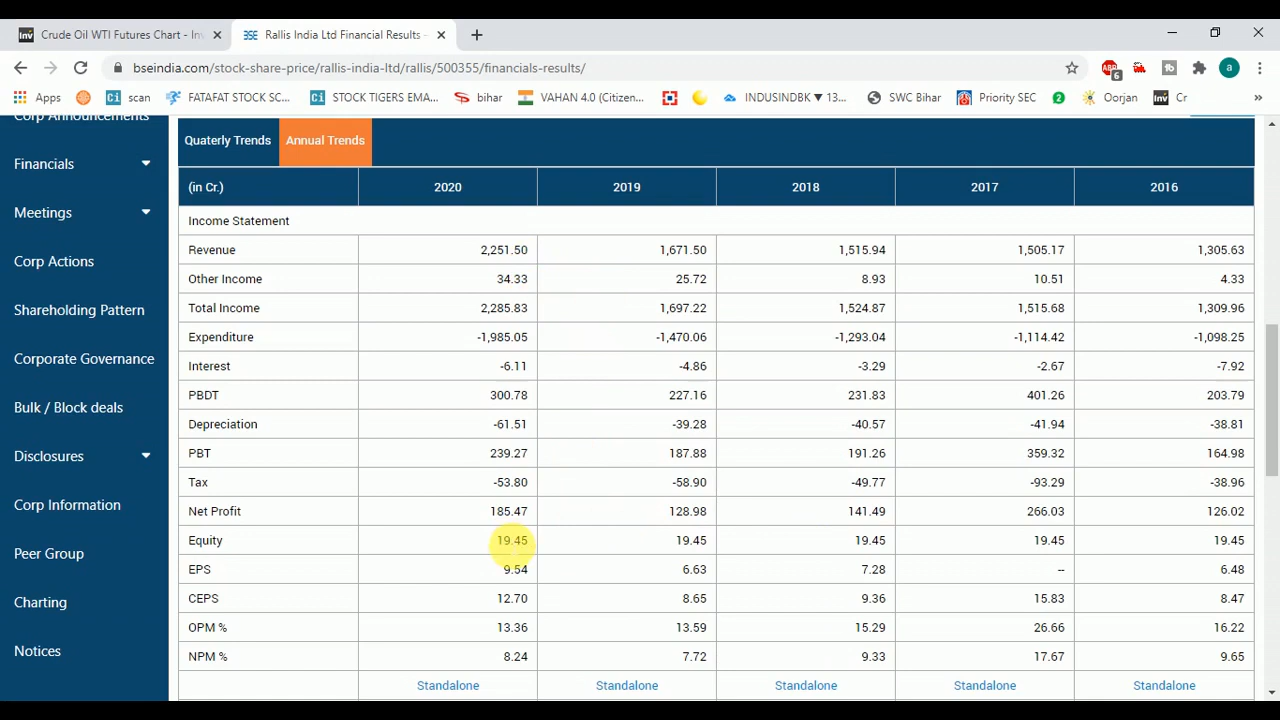 Crude Oil WTI Futures Chart - Inv
Rallis India Ltd Financial Results -
bseindia.com/stock-share-price/rallis-india-ltd/rallis/500355/financials-results/
6
a
Apps
scan
FATAFAT STOCK SC...
STOCK TIGERS EMA...
bihar
VAHAN 4.0 (Citizen...
INDUSINDBK ▼ 13...
SWC Bihar
Priority SEC
2
Oorjan
Inv Cr
»
Corp Announcements
Financials
Meetings
Corp Actions
Shareholding Pattern
Corporate Governance
Bulk / Block deals
Disclosures
Corp Information
Peer Group
Charting
Notices
Quaterly Trends Annual Trends
(in Cr.) 2020 2019 2018 2017 2016
Income Statement
Revenue 2,251.50 1,671.50 1,515.94 1,505.17 1,305.63
Other Income 34.33 25.72 8.93 10.51 4.33
Total Income 2,285.83 1,697.22 1,524.87 1,515.68 1,309.96
Expenditure -1,985.05 -1,470.06 -1,293.04 -1,114.42 -1,098.25
Interest -6.11 -4.86 -3.29 -2.67 -7.92
PBDT 300.78 227.16 231.83 401.26 203.79
Depreciation -61.51 -39.28 -40.57 -41.94 -38.81
PBT 239.27 187.88 191.26 359.32 164.98
Tax -53.80 -58.90 -49.77 -93.29 -38.96
Net Profit 185.47 128.98 141.49 266.03 126.02
Equity 19.45 19.45 19.45 19.45 19.45
EPS 9.54 6.63 7.28 -- 6.48
CEPS 12.70 8.65 9.36 15.83 8.47
OPM % 13.36 13.59 15.29 26.66 16.22
NPM % 8.24 7.72 9.33 17.67 9.65
Standalone Standalone Standalone Standalone Standalone